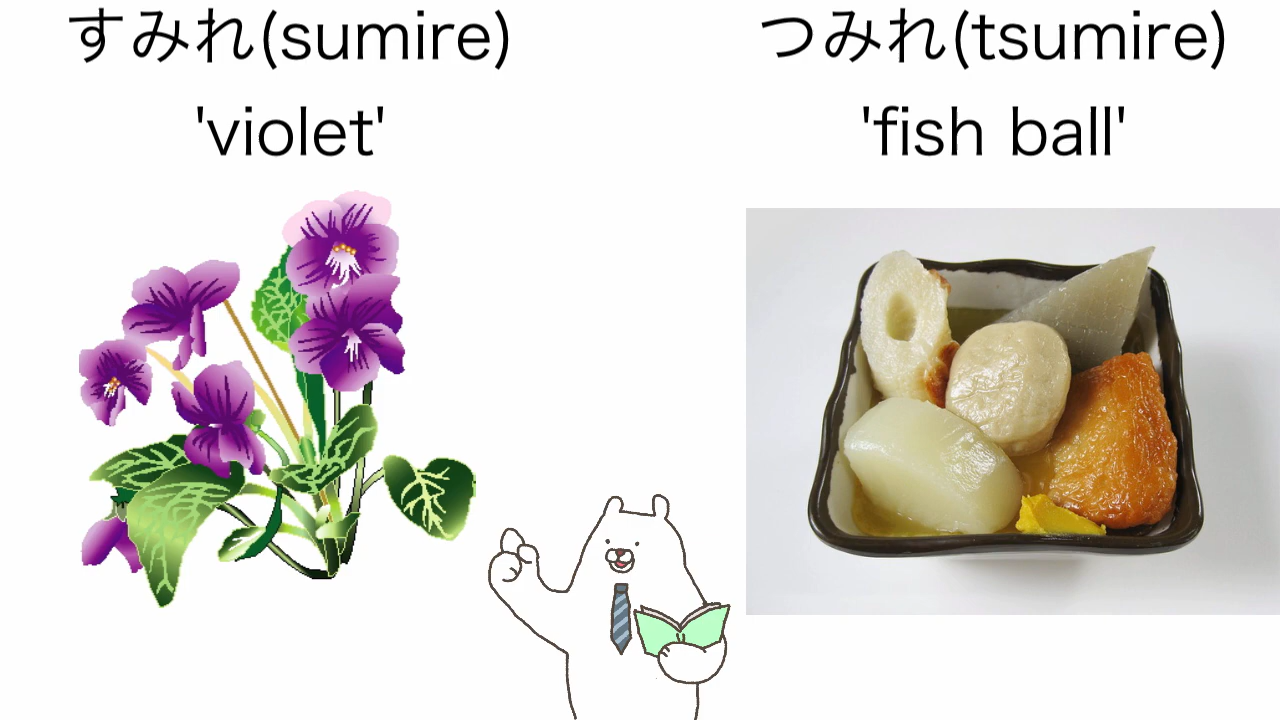 すみれ(sumire)
'violet'
つみれ(tsumire)
'fish ball'